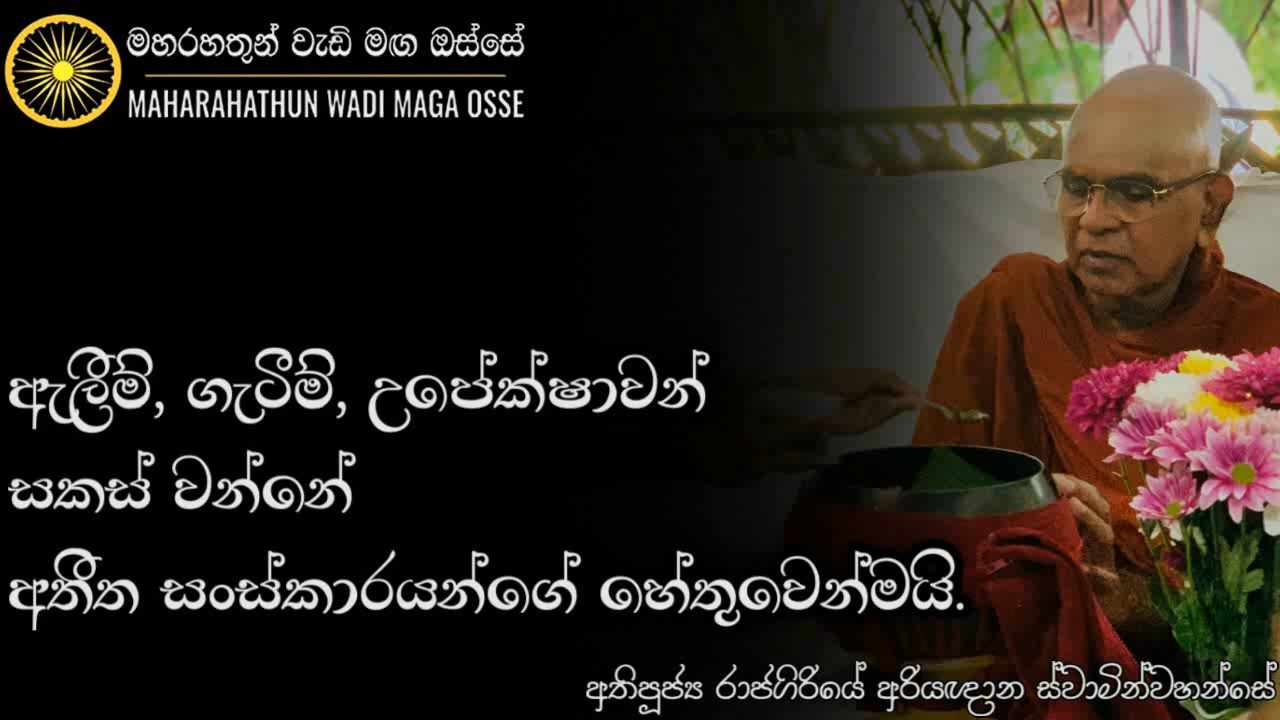 මහරහතුන් වැඩි මඟ ඔස්සේ
MAHARAHATHUN WADI MAGA OSSE
ඇලීම්, ගැටීම්, උපේක්ෂාවන්
සකස් වන්නේ
අතීත සංස්කාරයන්ගේ හේතුවෙන්මයි.
අතිපූජ්‍ය රාජගිරියේ අරියඤාන ස්වාමින්වහන්සේ